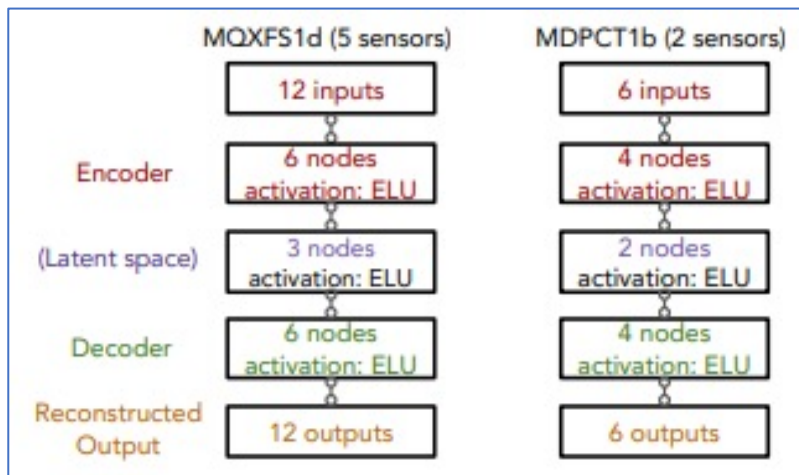 MQXFS1d (5 sensors) MDPCT1b (2 sensors)
12 inputs 6 inputs
Encoder
6 nodes 4 nodes
activation: ELU activation: ELU
(Latent space)
3 nodes 2 nodes
activation: ELU activation: ELU
Decoder
6 nodes 4 nodes
activation: ELU activation: ELU
Reconstructed
Output
12 outputs 6 outputs